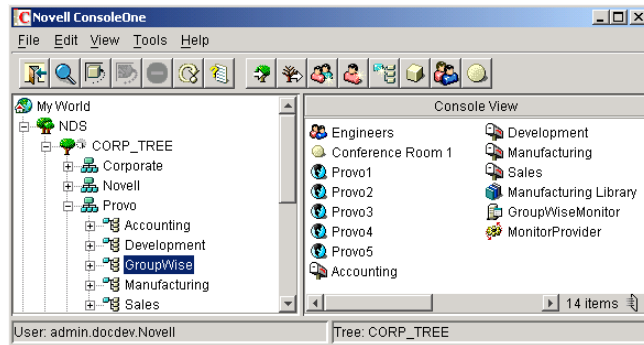 Novell ConsoleOne
File Edit View Tools Help
My World
NDS
CORP_TREE
Corporate
Novell
Provo
Accounting
Development
GroupWise
Manufacturing
Sales
Console View
Engineers
Conference Room 1
Provo1
Provo2
Provo3
Provo4
Provo5
Accounting
Development
Manufacturing
Sales
Manufacturing Library
GroupWiseMonitor
MonitorProvider
14 items
User: admin.docdev.Novell
Tree: CORP_TREE